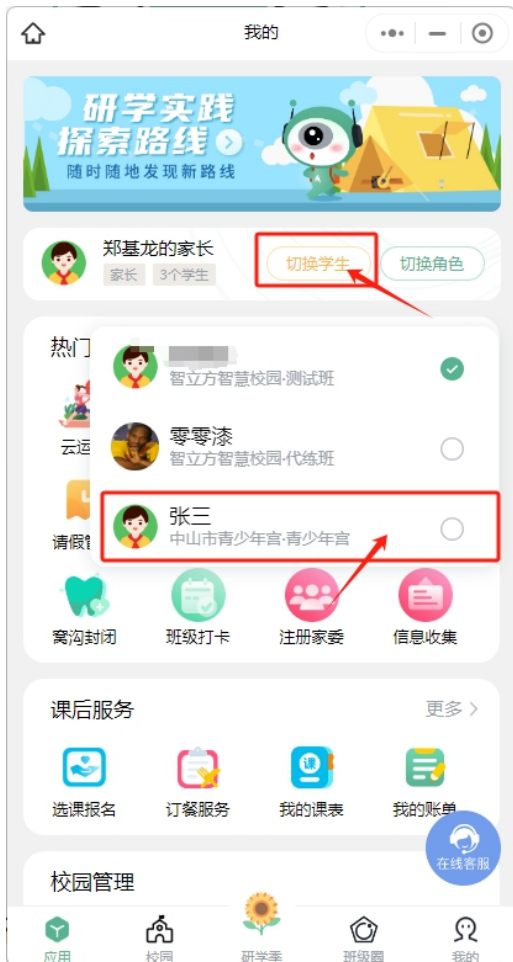 我的
研学实践
探索路线
随时随地发现新路线
郑基龙的家长
家长 3个学生
切换学生
切换角色
热门
智立方智慧校园·测试班
云运
零零漆
智立方智慧校园·代练班
张三
中山市青少年宫·青少年宫
请假
窝沟封闭 班级打卡 注册家委 信息收集
课后服务 更多
选课报名 订餐服务 我的课表 我的账单
课
在线客服
校园管理
应用 校园 研学季 班级圈 我的